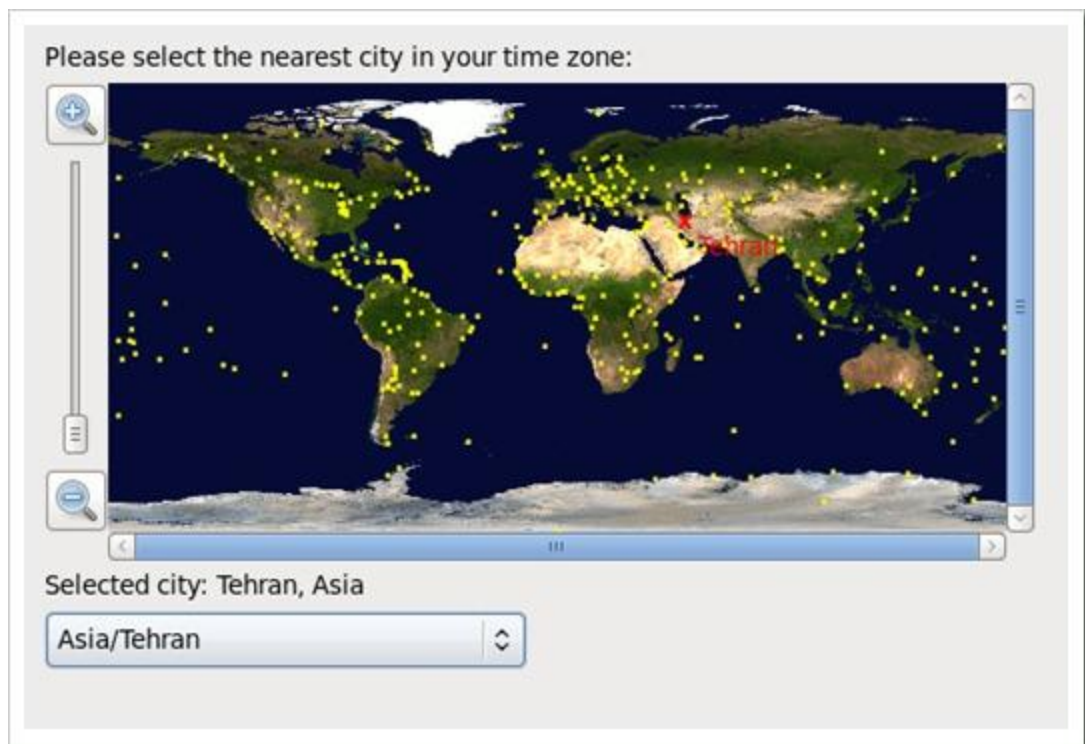 Please select the nearest city in your time zone:
Tehran
Selected city: Tehran, Asia
Asia/Tehran